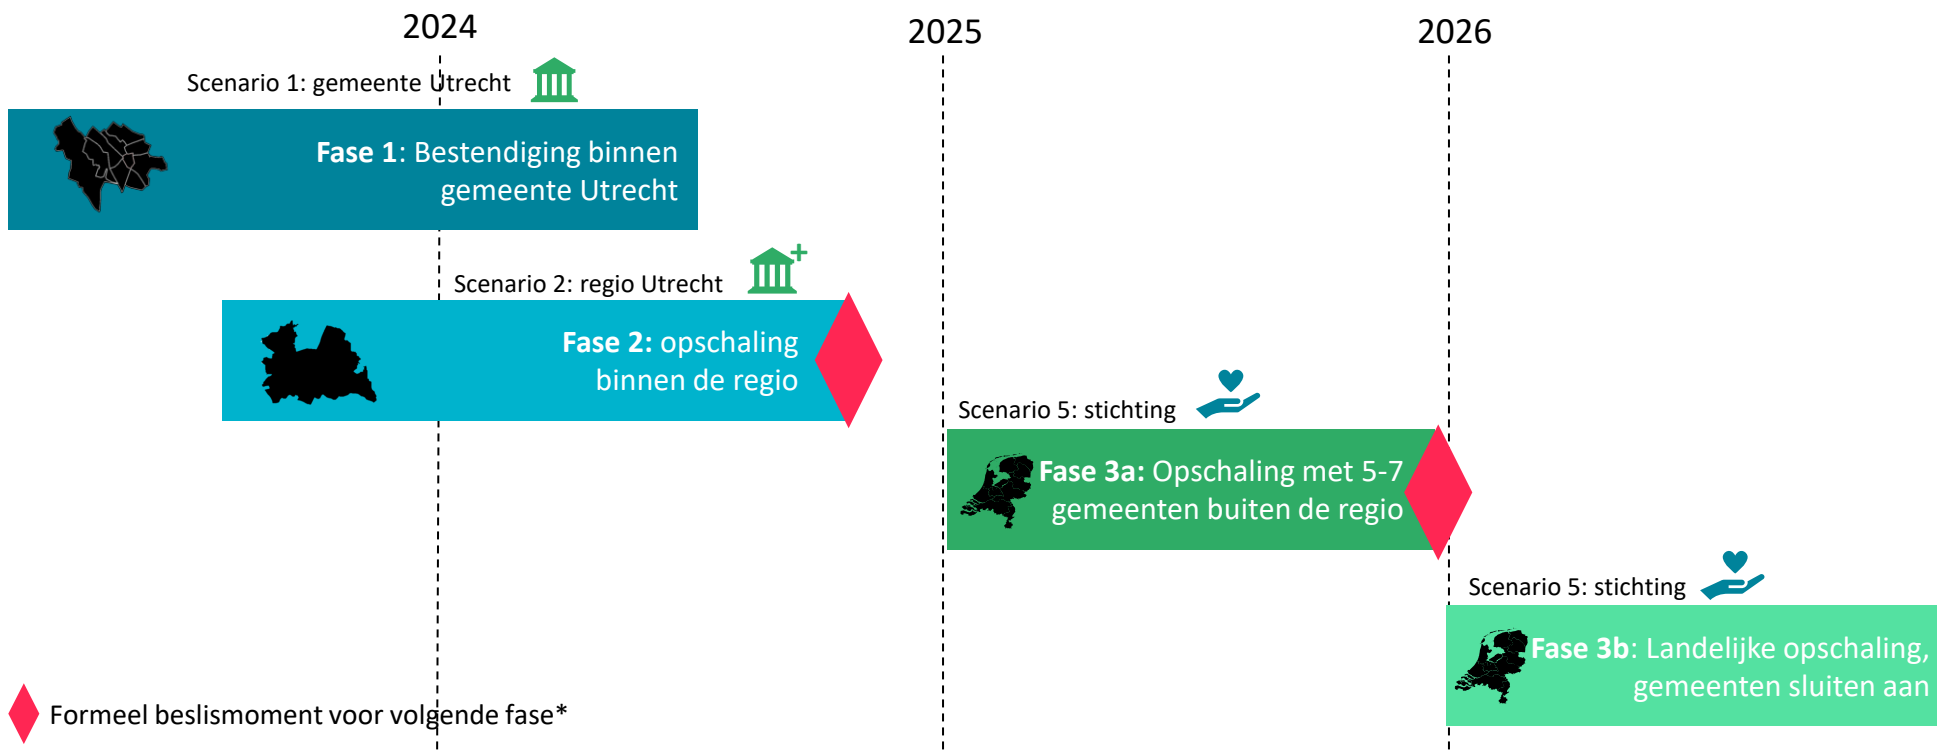 2024
2025
2026
Scenario 1: gemeente Utrecht
Fase 1: Bestendiging binnen
gemeente Utrecht
Scenario 2: regio Utrecht
Fase 2: opschaling
binnen de regio
Scenario 5: stichting
Fase 3a: Opschaling met 5-7
gemeenten buiten de regio
Scenario 5: stichting
Fase 3b: Landelijke opschaling,
gemeenten sluiten aan
Formeel beslismoment voor volgende fase*